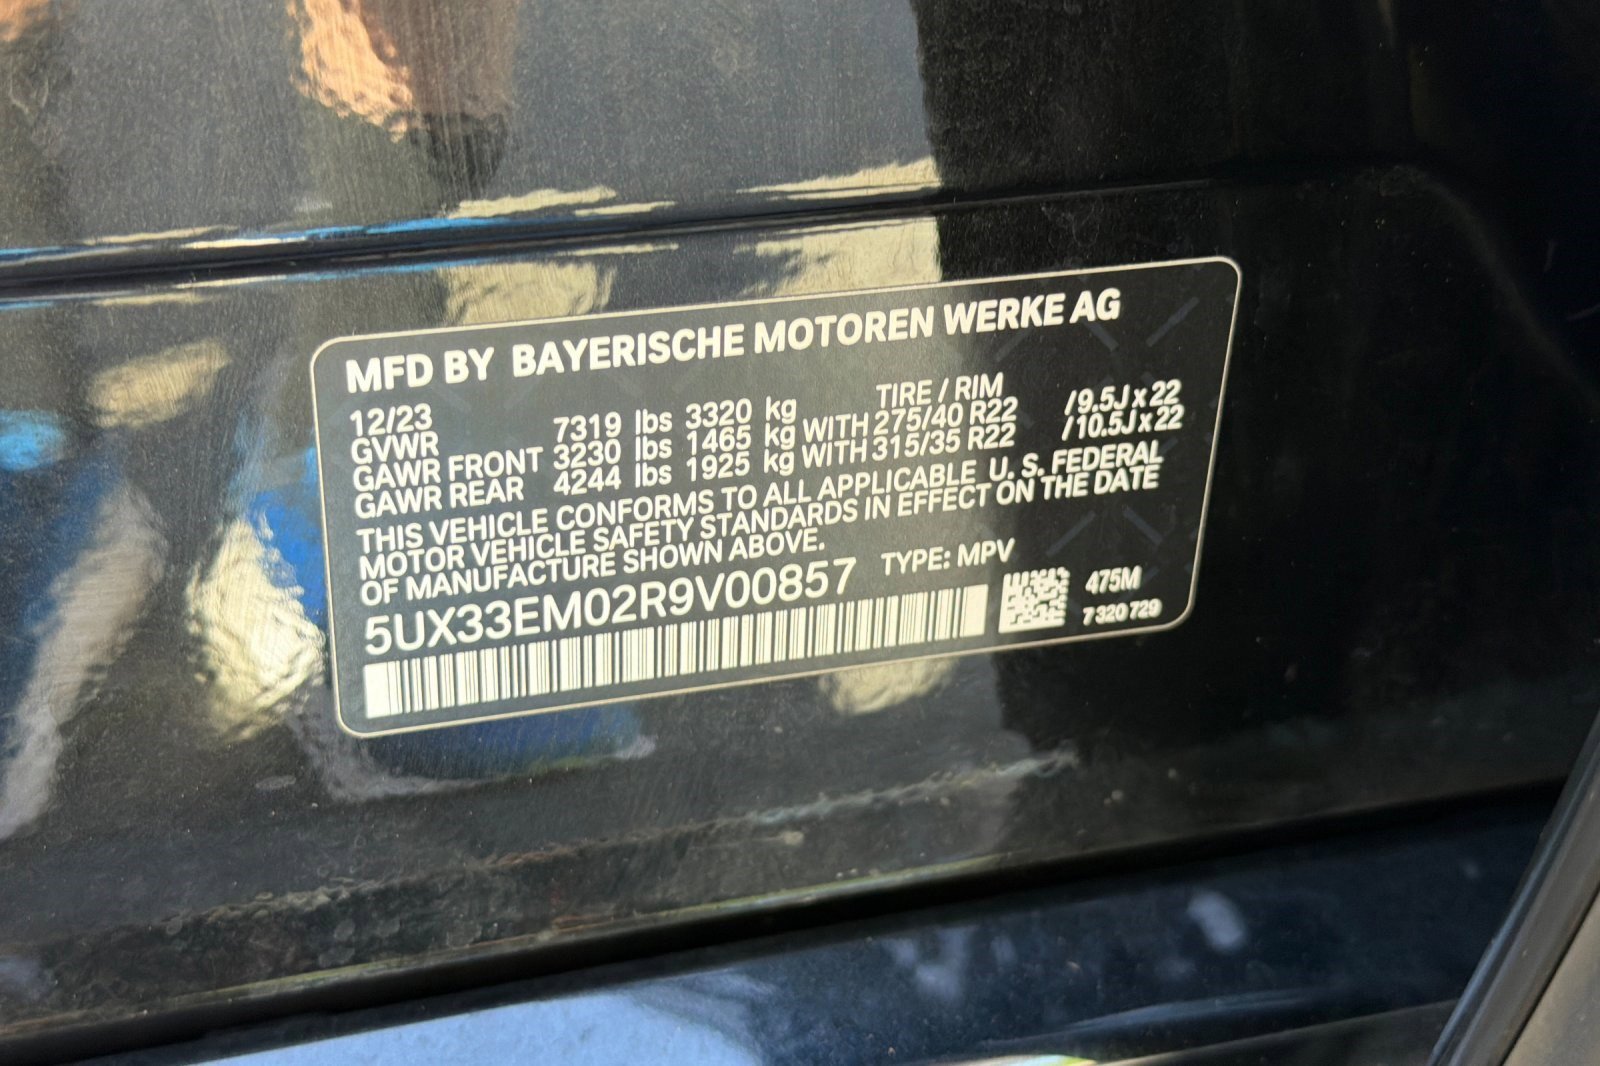 MFD BY BAYERISCHE MOTOREN WERKE AG
12/23 TIRE / RIM
GVWR 7319 lbs 3320 kg
GAWR FRONT 3230 lbs 1465 kg WITH 275/40 R22 /9.5J x 22
GAWR REAR 4244 lbs 1925 kg WITH 315/35 R22 /10.5J x 22
THIS VEHICLE CONFORMS TO ALL APPLICABLE U. S. FEDERAL
MOTOR VEHICLE SAFETY STANDARDS IN EFFECT ON THE DATE
OF MANUFACTURE SHOWN ABOVE.
5UX33EM02R9V00857 TYPE: MPV
475M
7 320 729